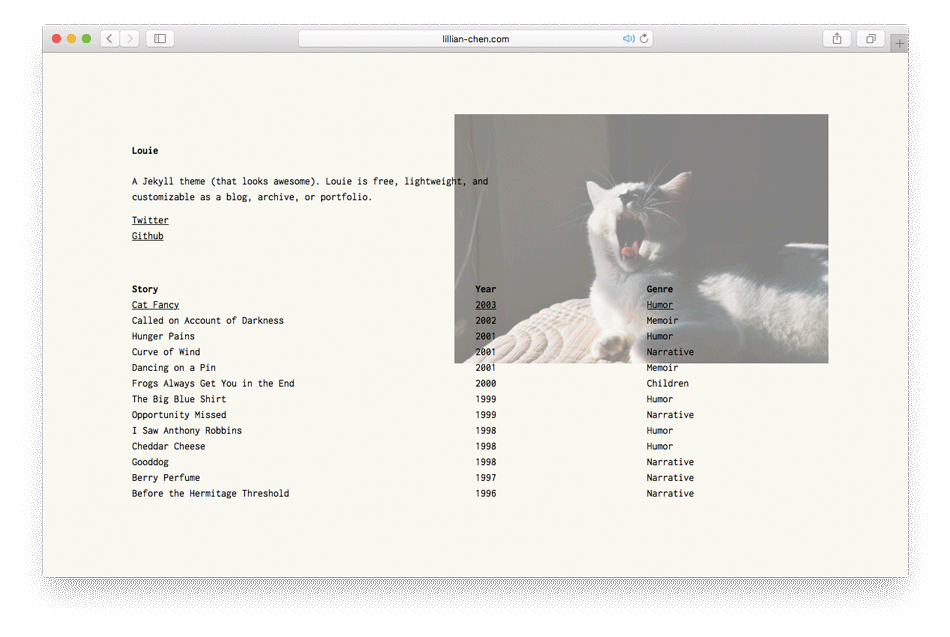 lillian-chen.com
Louie
A Jekyll theme (that looks awesome). Louie is free, lightweight, and
customizable as a blog, archive, or portfolio.
Twitter
Github
Story Year Genre
Cat Fancy 2003 Humor
Called on Account of Darkness 2002 Memoir
Hunger Pains 2001 Humor
Curve of Wind 2001 Narrative
Dancing on a Pin 2001 Memoir
Frogs Always Get You in the End 2000 Children
The Big Blue Shirt 1999 Humor
Opportunity Missed 1999 Narrative
I Saw Anthony Robbins 1998 Humor
Cheddar Cheese 1998 Humor
Gooddog 1998 Narrative
Berry Perfume 1997 Narrative
Before the Hermitage Threshold 1996 Narrative